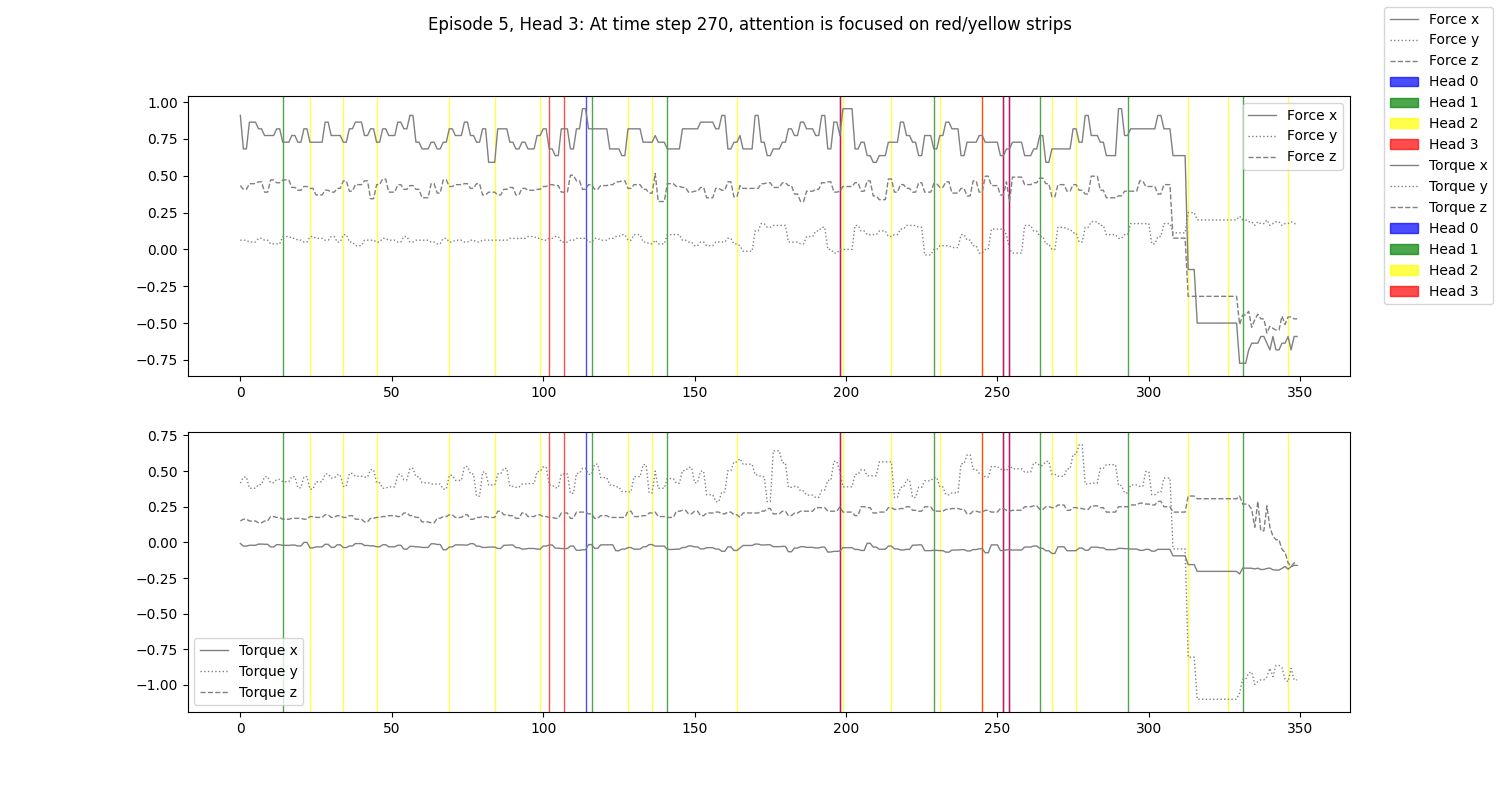 Episode 5, Head 3: At time step 270, attention is focused on red/yellow strips
Force x
Force y
Force z
Head 0
Head 1
Head 2
Head 3
Torque x
Torque y
Torque z
Head 0
Head 1
Head 2
Head 3
1.00
0.75
0.50
0.25
0.00
−0.25
−0.50
−0.75
Force x
Force y
Force z
0 50 100 150 200 250 300 350
0.75
0.50
0.25
0.00
−0.25
−0.50
−0.75
−1.00
Torque x
Torque y
Torque z
0 50 100 150 200 250 300 350